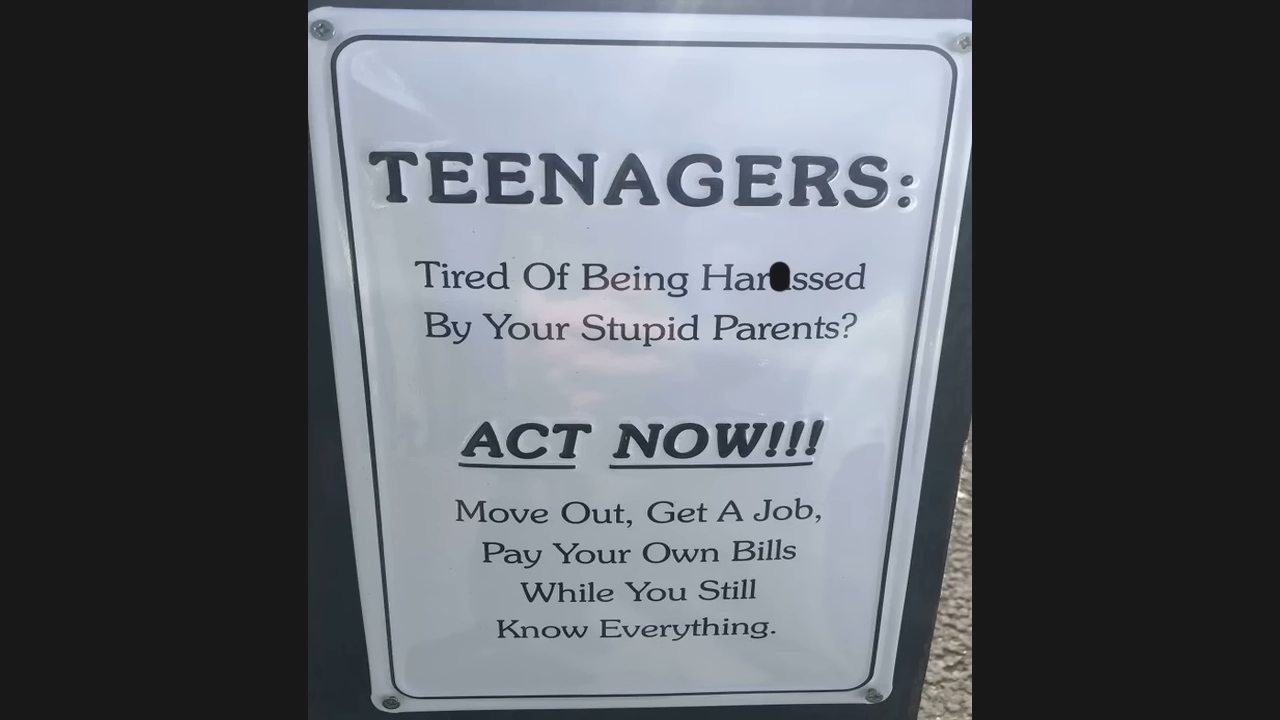 TEENAGERS:
Tired Of Being Harassed
By Your Stupid Parents?
ACT NOW!!!
Move Out, Get A Job,
Pay Your Own Bills
While You Still
Know Everything.